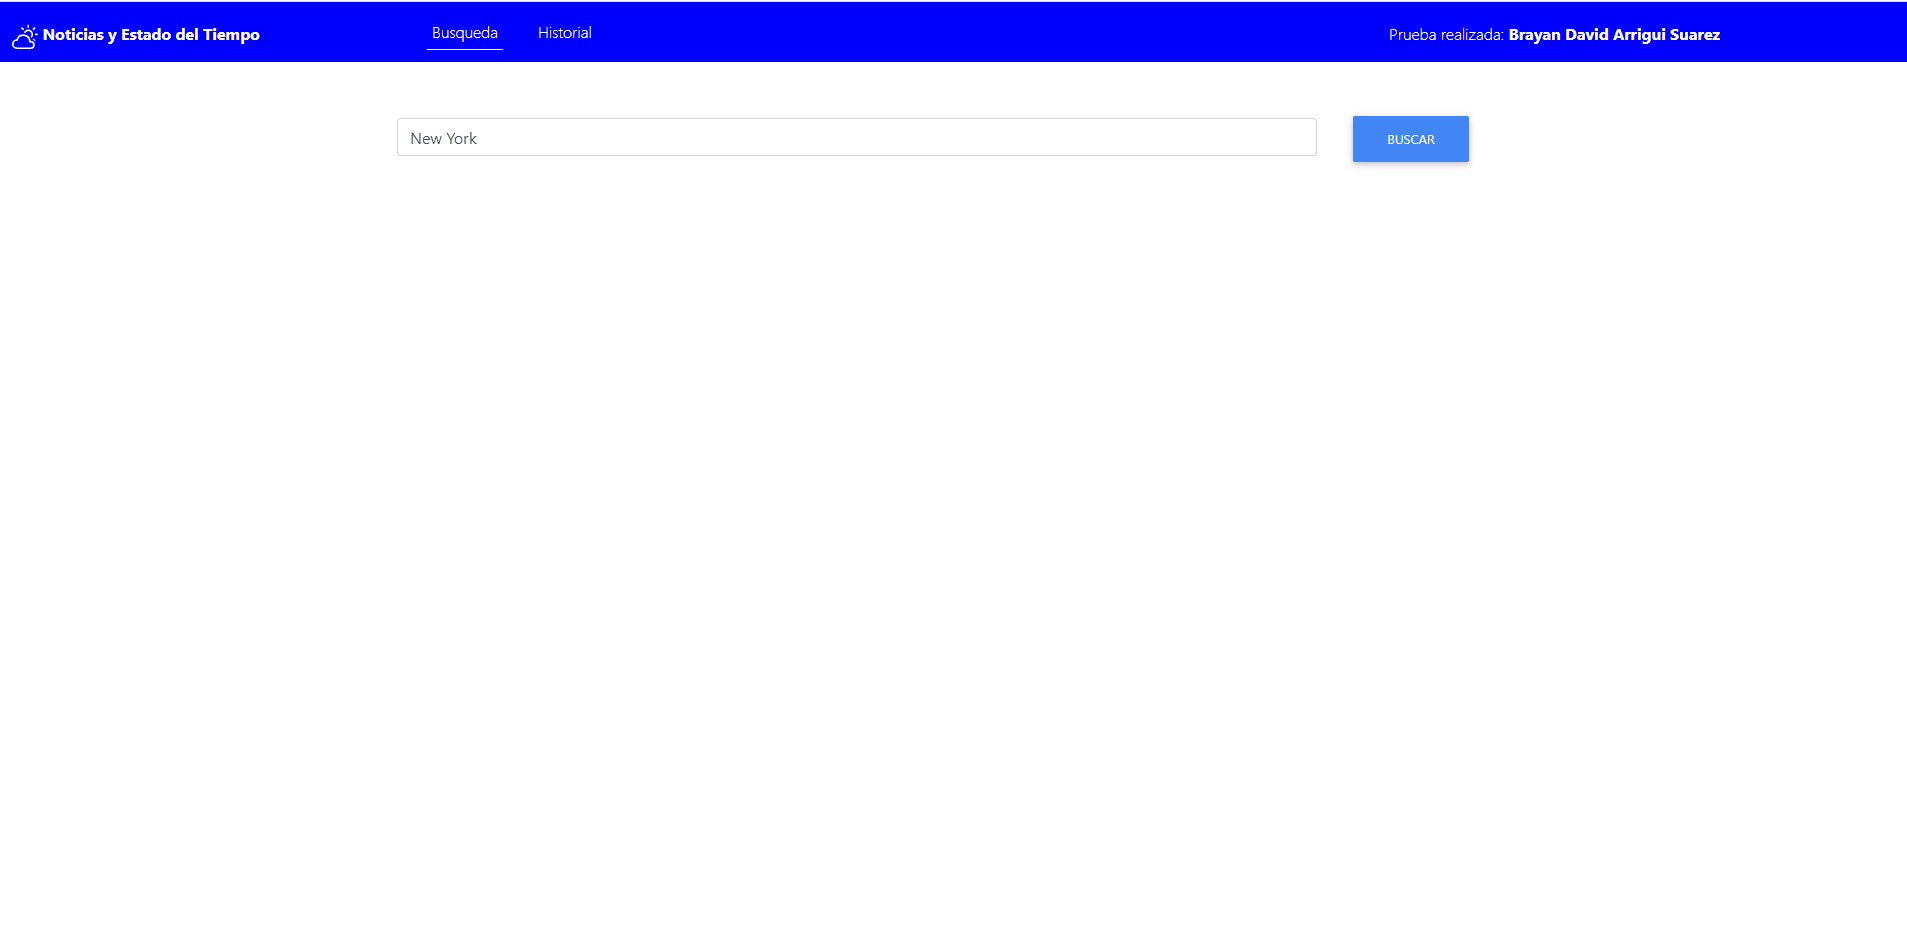 Noticias y Estado del Tiempo
Busqueda
Historial
Prueba realizada: Brayan David Arrigui Suarez
New York
BUSCAR